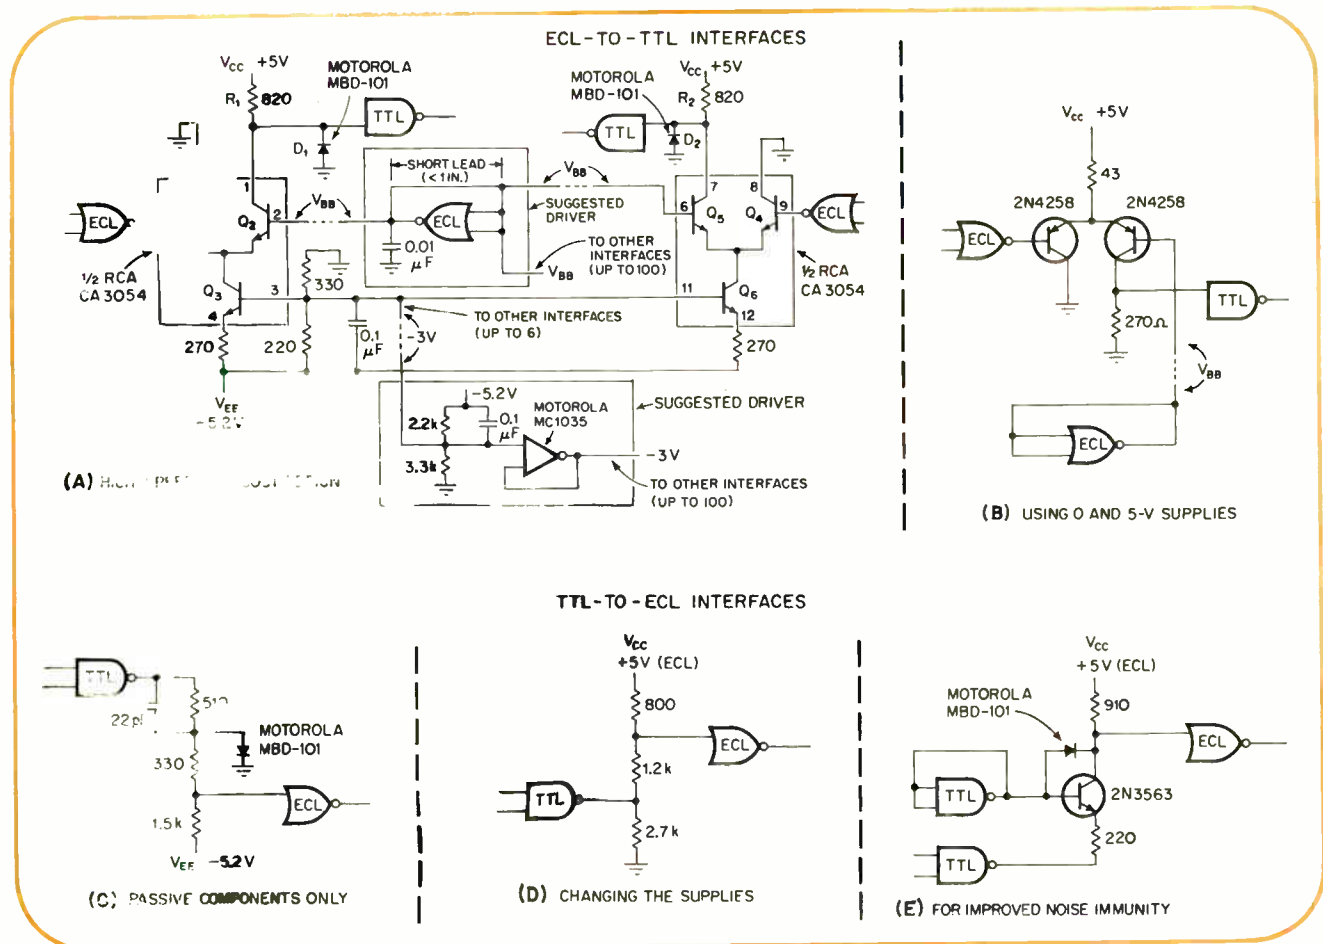 ECL-TO-TTL INTERFACES
VCC +5V
R1 820
MOTOROLA
MBD-101
TTL
D1
1
Q2
2
VBB
ECL
1/2 RCA
CA 3054
Q3
3
4
270
220
330
VEE
-5.2V
SHORT LEAD
(<1 IN.)
ECL
0.01
µF
SUGGESTED
DRIVER
TO OTHER
INTERFACES
(UP TO 100)
VBB
VBB
0.1
µF
TO OTHER INTERFACES
(UP TO 6)
-3V
MOTOROLA
MBD-101
VCC +5V
R2 820
TTL
D2
7
8
6
Q5
Q4
9
ECL
1/2 RCA
CA 3054
11
Q6
12
270
-5.2V
2.2k
0.1
µF
MOTOROLA
MC1035
3.3k
-3V
SUGGESTED DRIVER
TO OTHER INTERFACES
(UP TO 100)
(A)
VCC +5V
43
2N4258
2N4258
ECL
TTL
270Ω
VBB
ECL
(B) USING 0 AND 5-V SUPPLIES
TTL-TO-ECL INTERFACES
TTL
22
330
MOTOROLA
MBD-101
ECL
1.5k
VEE -5.2V
(C) PASSIVE COMPONENTS ONLY
VCC
+5V (ECL)
800
ECL
1.2k
TTL
2.7k
(D) CHANGING THE SUPPLIES
VCC
+5V (ECL)
MOTOROLA
MBD-101
910
ECL
TTL
2N3563
220
TTL
(E) FOR IMPROVED NOISE IMMUNITY